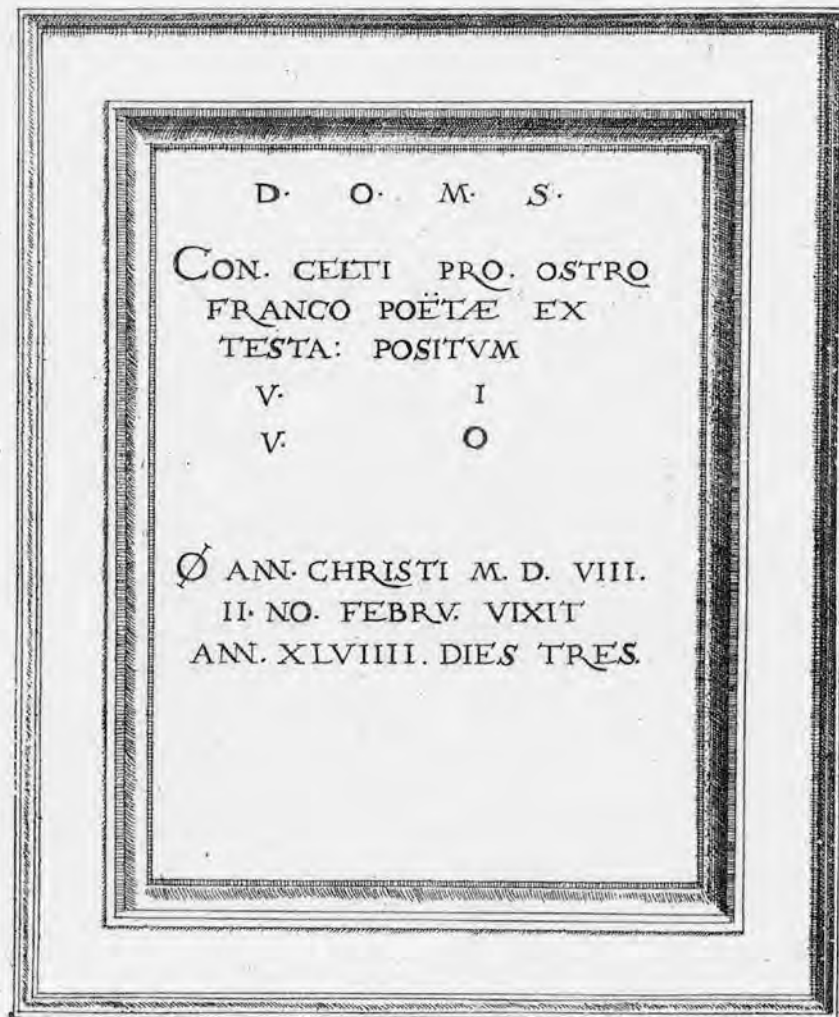 D. O. M. S.
CON. CELTI PRO. OSTRO
FRANCO POËTÆ EX
TESTA: POSITVM
V. I
V. O
Ø ANN. CHRISTI M. D. VIII.
II. NO. FEBRV. VIXIT
ANN. XLVIIII. DIES TRES.